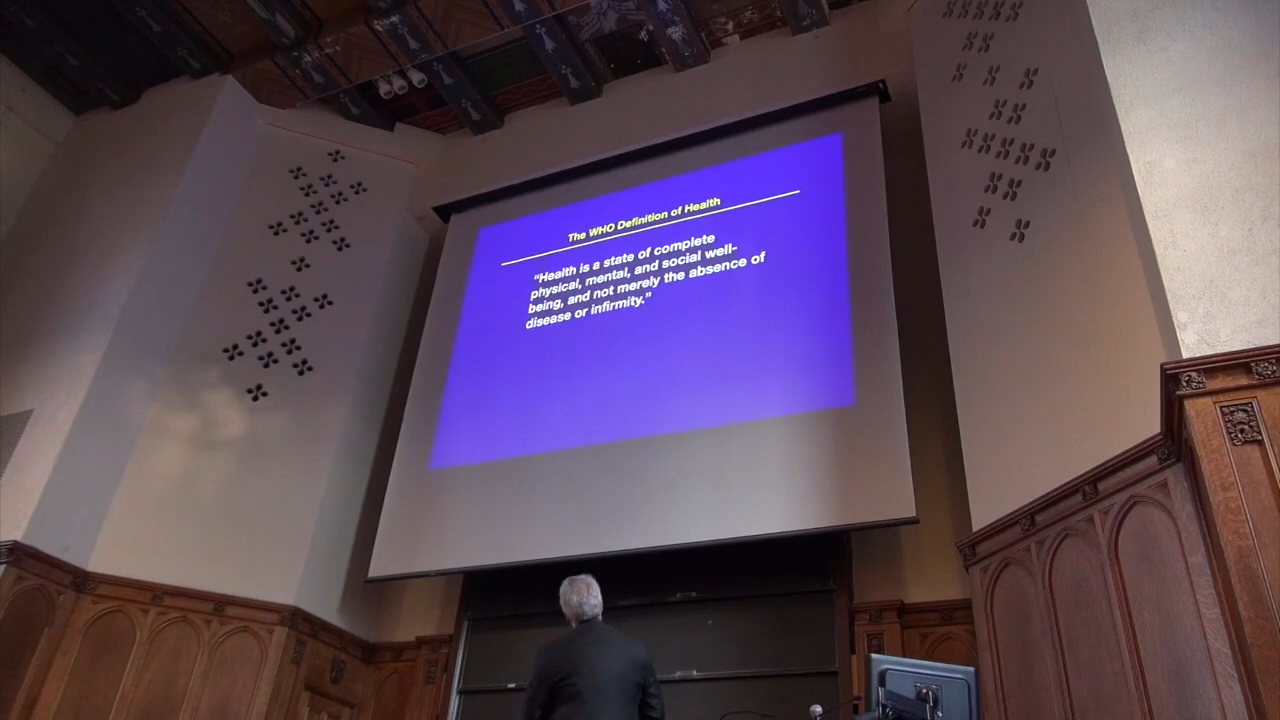 The WHO Definition of Health
"Health is a state of complete
physical, mental, and social well-
being, and not merely the absence of
disease or infirmity."